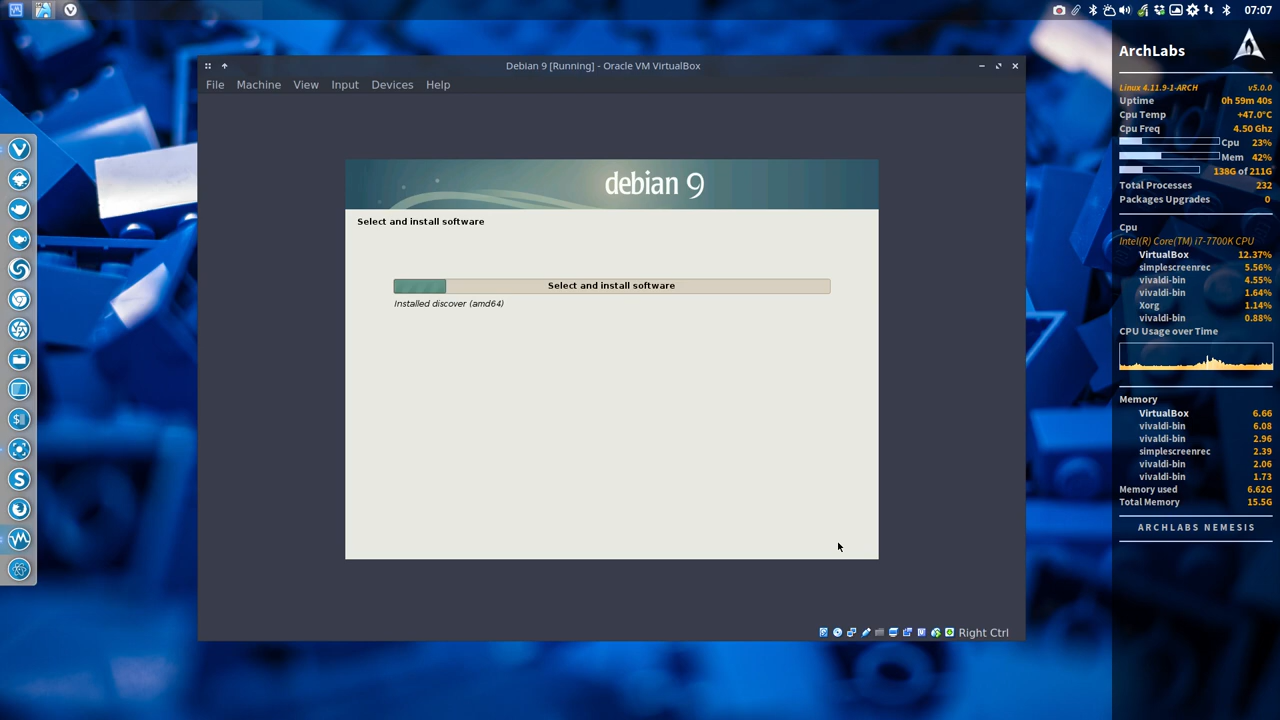 07:07
Debian 9 [Running] - Oracle VM VirtualBox
File Machine View Input Devices Help
debian 9
Select and install software
Select and install software
Installed discover (amd64)
Right Ctrl
ArchLabs
Linux 4.11.9-1-ARCH v5.0.0
Uptime 0h 59m 40s
Cpu Temp +47.0°C
Cpu Freq 4.50 Ghz
Cpu 23%
Mem 42%
138G of 211G
Total Processes 232
Packages Upgrades 0
Cpu
Intel(R) Core(TM) i7-7700K CPU
VirtualBox 12.37%
simplescreenrec 5.56%
vivaldi-bin 4.55%
vivaldi-bin 1.64%
Xorg 1.14%
vivaldi-bin 0.88%
CPU Usage over Time
Memory
VirtualBox 6.66
vivaldi-bin 6.08
vivaldi-bin 2.96
simplescreenrec 2.39
vivaldi-bin 2.06
vivaldi-bin 1.73
Memory used 6.62G
Total Memory 15.5G
ARCHLABS NEMESIS